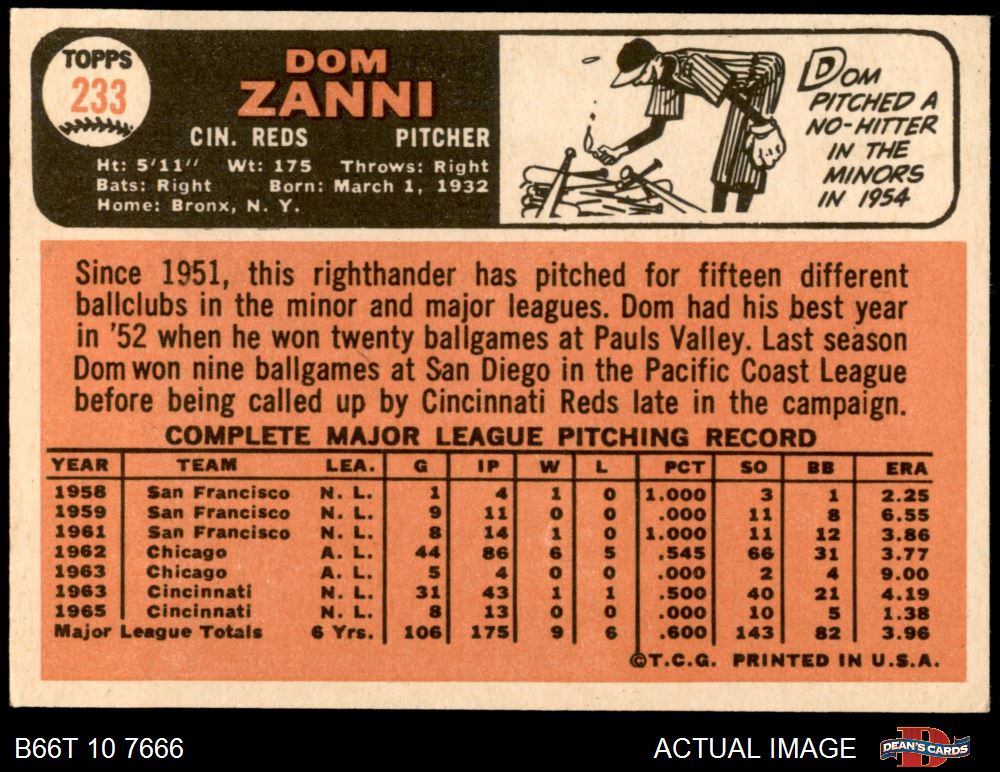 TOPPS
233
DOM
ZANNI
CIN. REDS PITCHER
Ht: 5'11" Wt: 175 Throws: Right
Bats: Right Born: March 1, 1932
Home: Bronx, N. Y.
DOM
PITCHED A
NO-HITTER
IN THE
MINORS
IN 1954
Since 1951, this righthander has pitched for fifteen different
ballclubs in the minor and major leagues. Dom had his best year
in '52 when he won twenty ballgames at Pauls Valley. Last season
Dom won nine ballgames at San Diego in the Pacific Coast League
before being called up by Cincinnati Reds late in the campaign.
COMPLETE MAJOR LEAGUE PITCHING RECORD
YEAR TEAM LEA. G IP W L PCT SO BB ERA
1958 San Francisco N. L. 1 4 1 0 1.000 3 1 2.25
1959 San Francisco N. L. 9 11 0 0 .000 11 8 6.55
1961 San Francisco N. L. 8 14 1 0 1.000 11 12 3.86
1962 Chicago A. L. 44 86 6 5 .545 66 31 3.77
1963 Chicago A. L. 5 4 0 0 .000 2 4 9.00
1963 Cincinnati N. L. 31 43 1 1 .500 40 21 4.19
1965 Cincinnati N. L. 8 13 0 0 .000 10 5 1.38
Major League Totals 6 Yrs. 106 175 9 6 .600 143 82 3.96
©T.C.G. PRINTED IN U.S.A.
B66T 10 7666 ACTUAL IMAGE DEAN'S CARDS